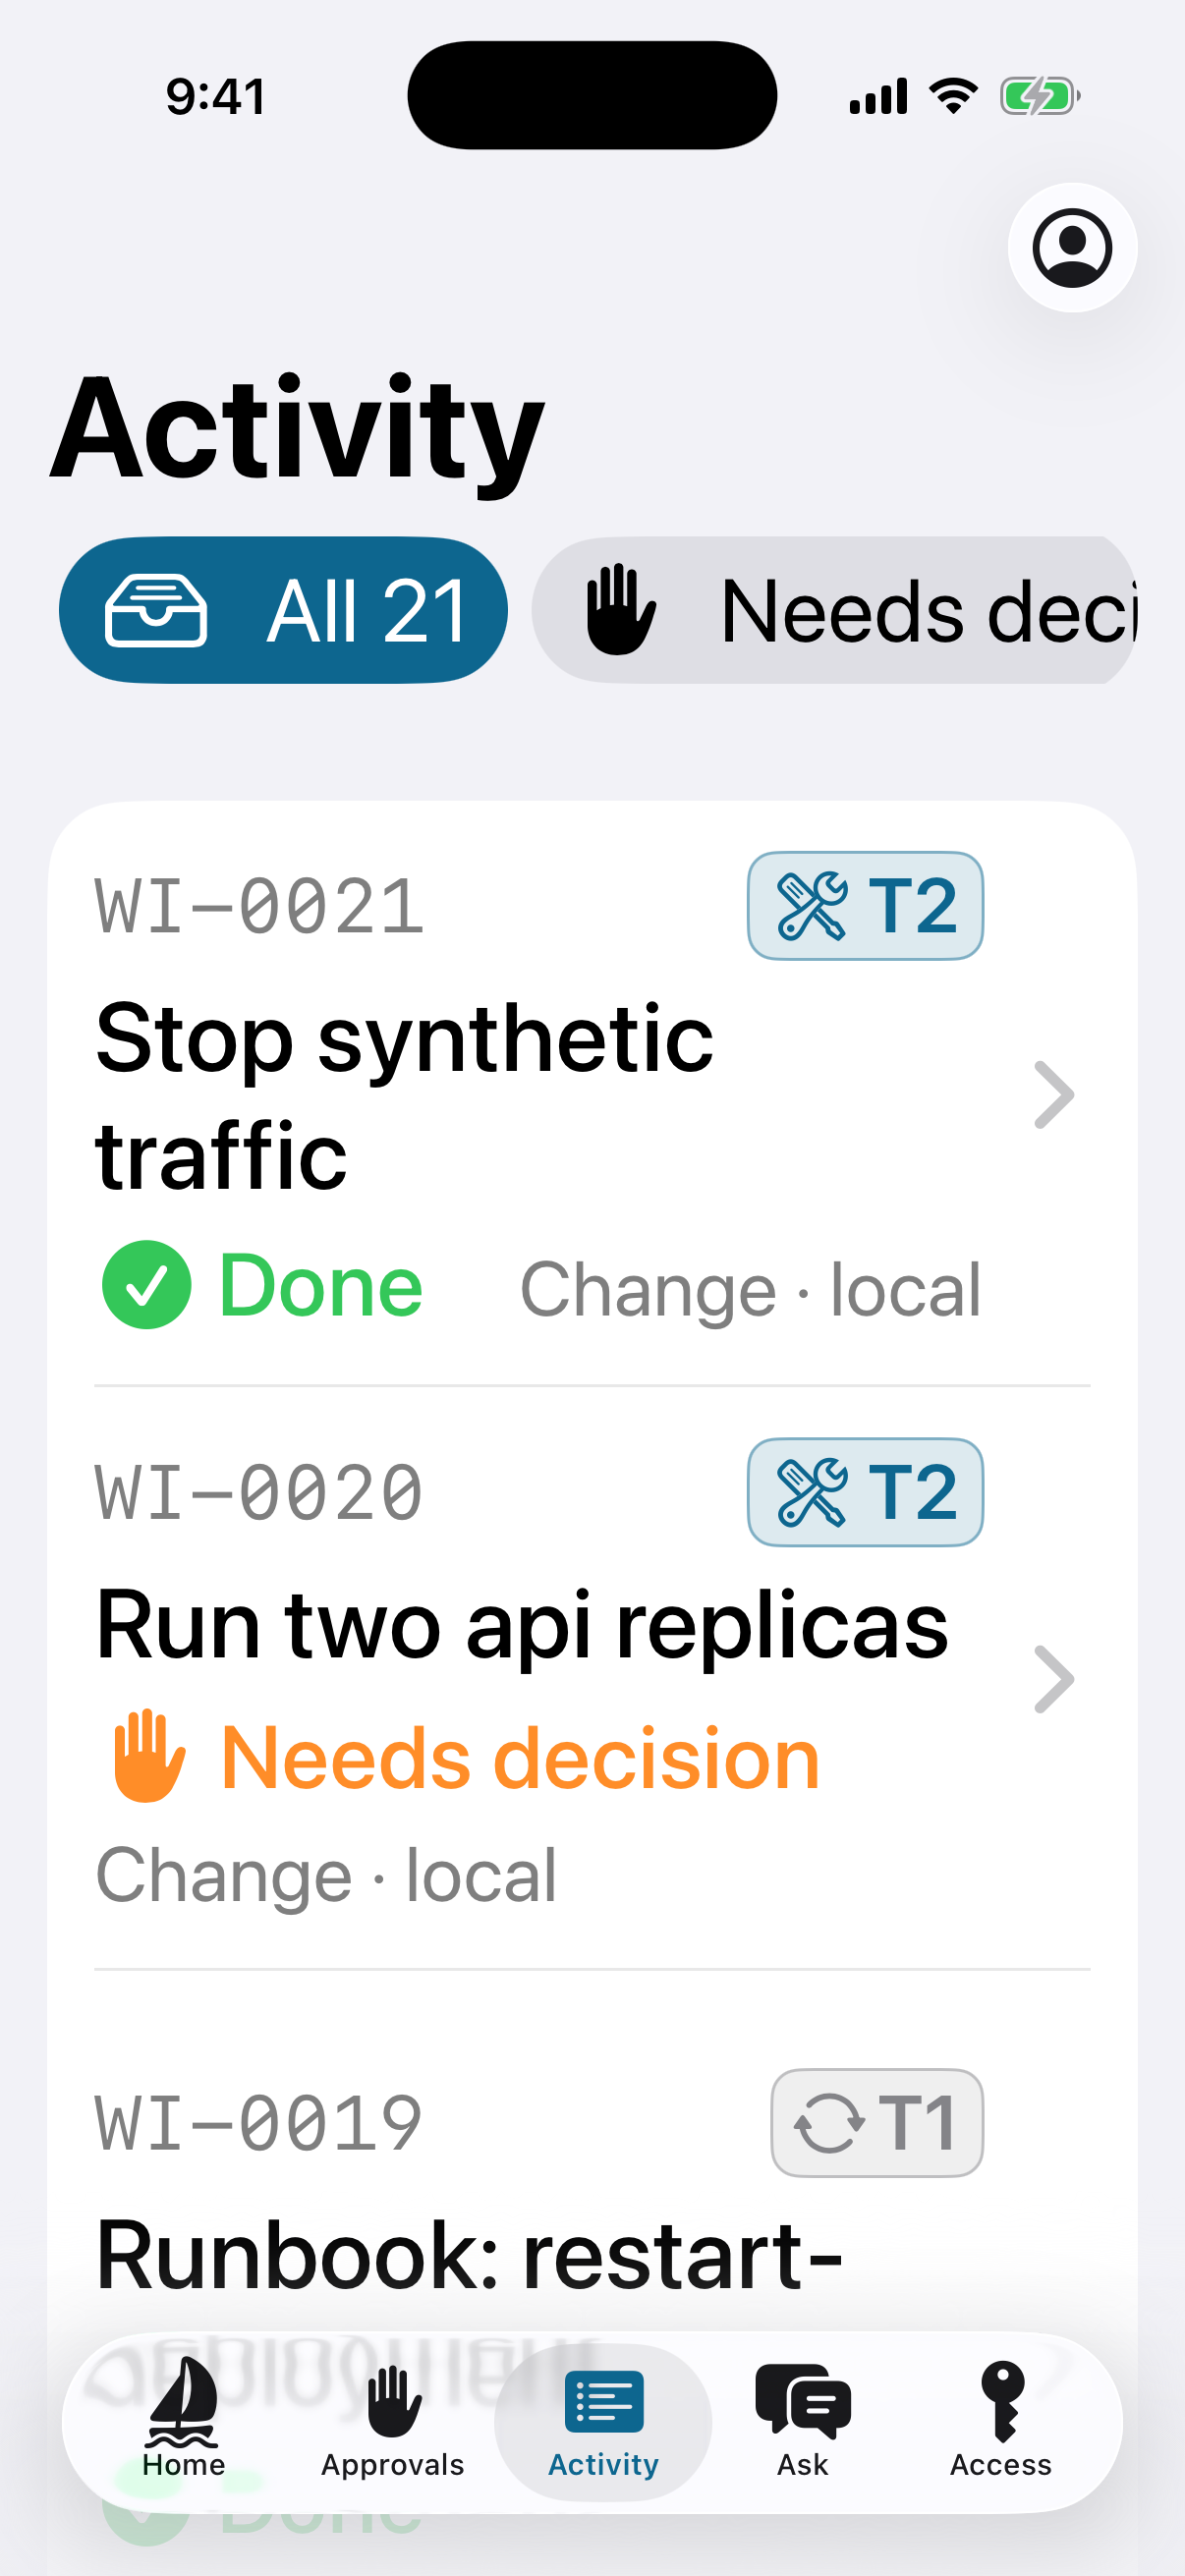 9:41
Activity
All 21
Needs deci
WI-0021
T2
Stop synthetic
traffic
Done
Change · local
WI-0020
T2
Run two api replicas
Needs decision
Change · local
WI-0019
T1
Runbook: restart-
Done
Home
Approvals
Activity
Ask
Access